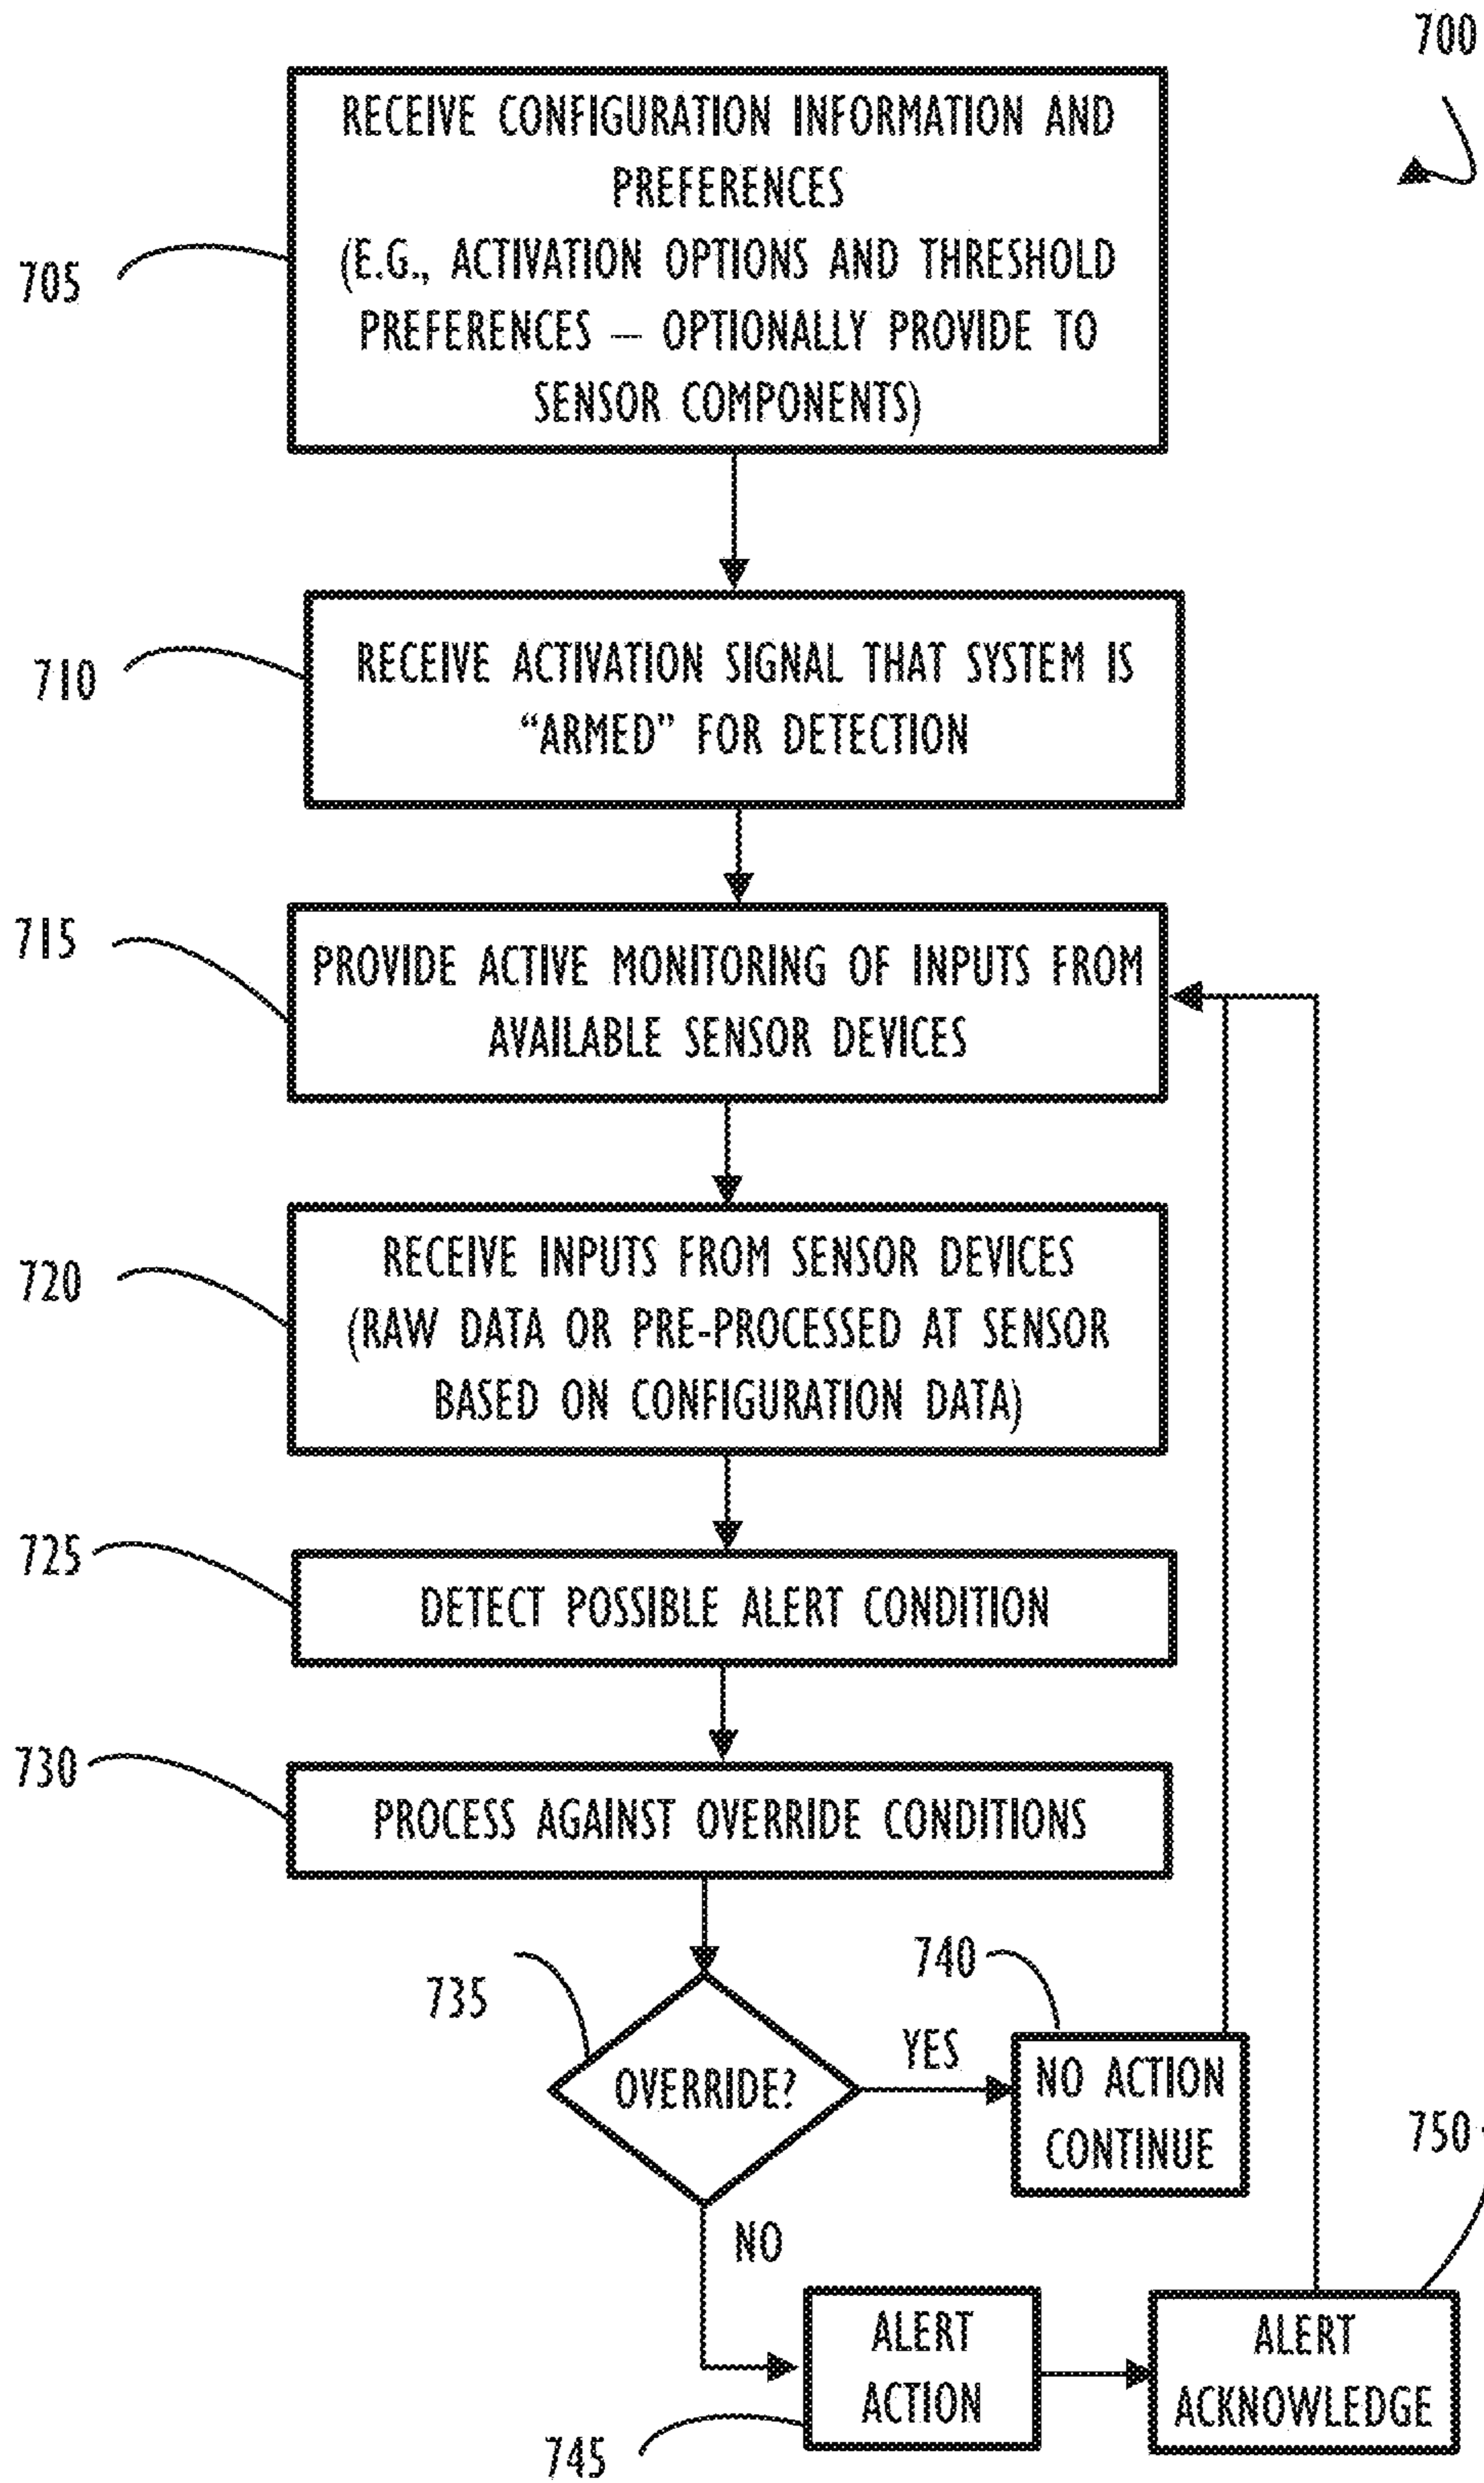 700
RECEIVE CONFIGURATION INFORMATION AND
PREFERENCES
(E.G., ACTIVATION OPTIONS AND THRESHOLD
PREFERENCES — OPTIONALLY PROVIDE TO
SENSOR COMPONENTS)
705
RECEIVE ACTIVATION SIGNAL THAT SYSTEM IS
“ARMED” FOR DETECTION
710
715
PROVIDE ACTIVE MONITORING OF INPUTS FROM
AVAILABLE SENSOR DEVICES
720
RECEIVE INPUTS FROM SENSOR DEVICES
(RAW DATA OR PRE-PROCESSED AT SENSOR
BASED ON CONFIGURATION DATA)
725
DETECT POSSIBLE ALERT CONDITION
730
PROCESS AGAINST OVERRIDE CONDITIONS
735
OVERRIDE?
YES
740
NO ACTION
CONTINUE
NO
750
ALERT
ACTION
745
ALERT
ACKNOWLEDGE